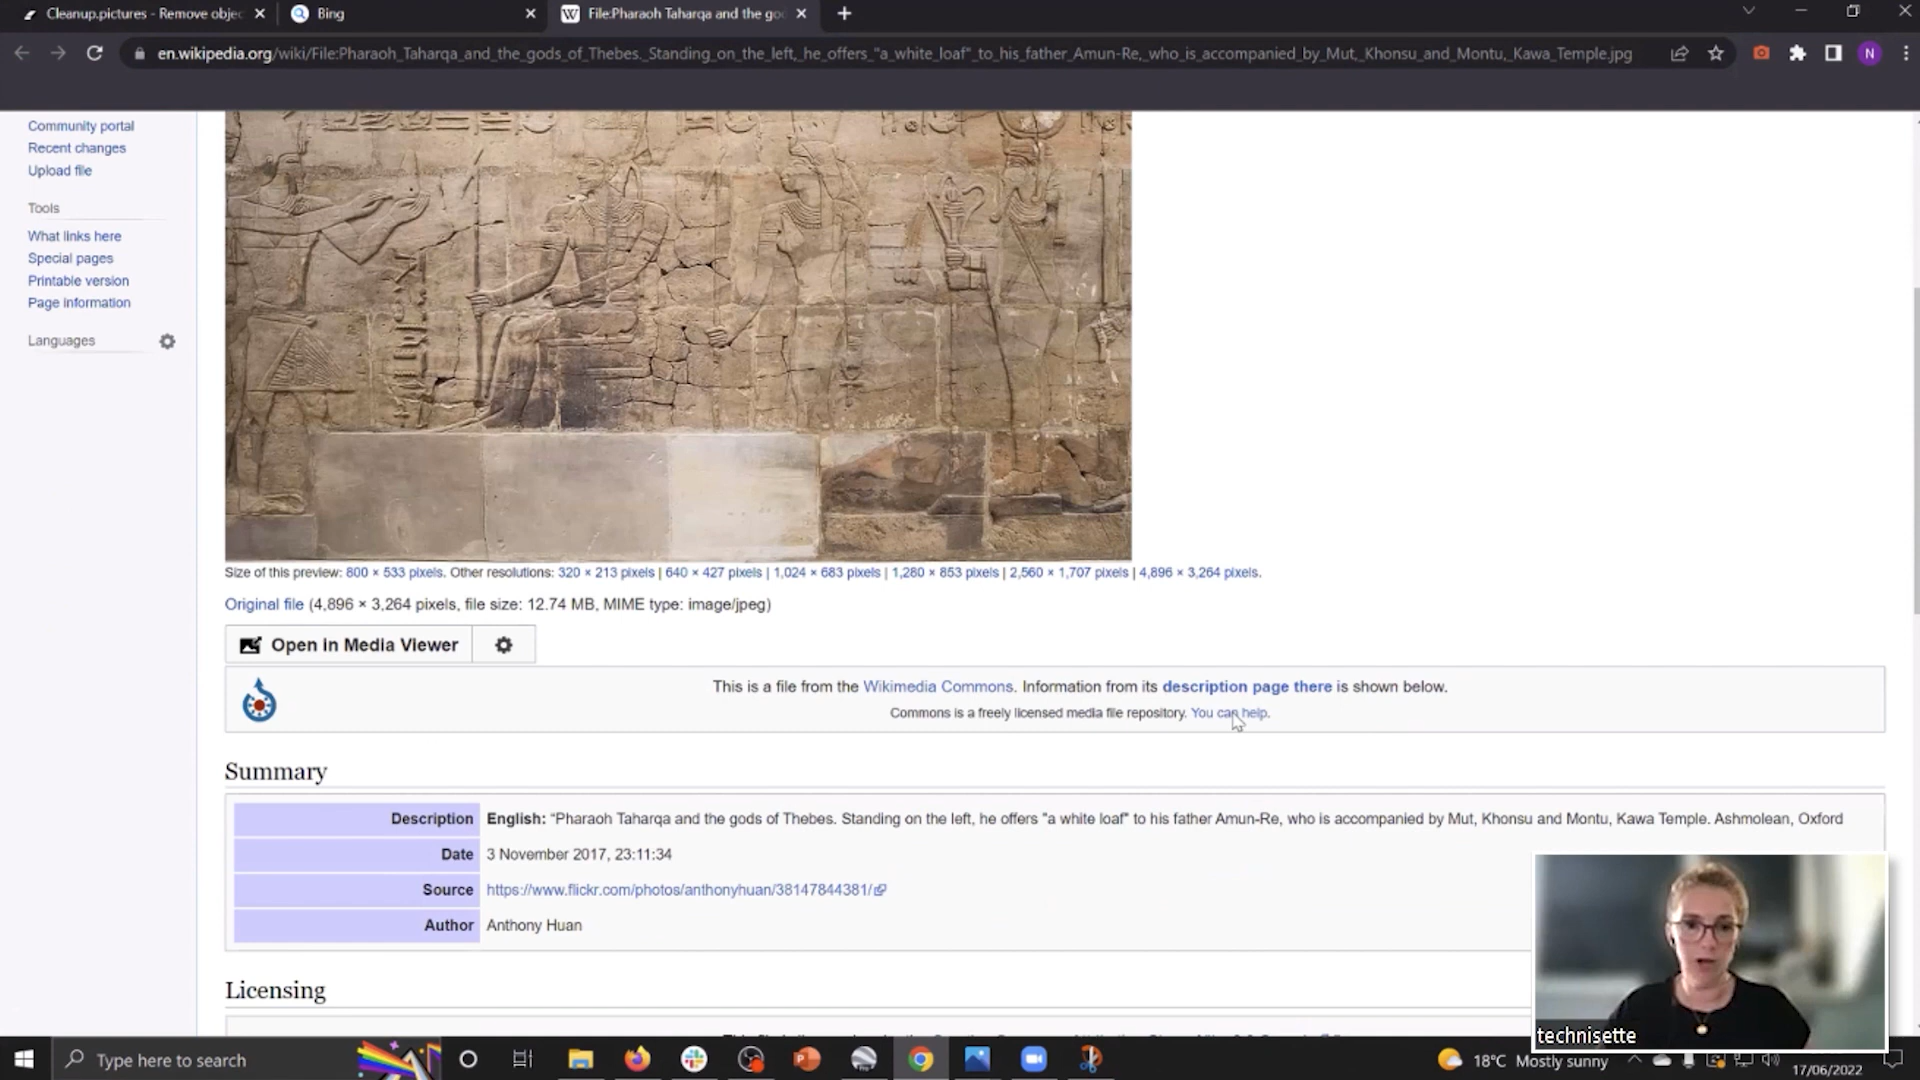 Cleanup.pictures - Remove objec
Bing
File:Pharaoh Taharqa and the go
en.wikipedia.org/wiki/File:Pharaoh_Taharqa_and_the_gods_of_Thebes._Standing_on_the_left,_he_offers_"a_white_loaf"_to_his_father_Amun-Re,_who_is_accompanied_by_Mut,_Khonsu_and_Montu,_Kawa_Temple.jpg
N
Community portal
Recent changes
Upload file
Tools
What links here
Special pages
Printable version
Page information
Languages
Size of this preview: 800 × 533 pixels. Other resolutions: 320 × 213 pixels | 640 × 427 pixels | 1,024 × 683 pixels | 1,280 × 853 pixels | 2,560 × 1,707 pixels | 4,896 × 3,264 pixels.
Original file (4,896 × 3,264 pixels, file size: 12.74 MB, MIME type: image/jpeg)
Open in Media Viewer
This is a file from the Wikimedia Commons. Information from its description page there is shown below.
Commons is a freely licensed media file repository. You can help.
Summary
Description English: “Pharaoh Taharqa and the gods of Thebes. Standing on the left, he offers "a white loaf" to his father Amun-Re, who is accompanied by Mut, Khonsu and Montu, Kawa Temple. Ashmolean, Oxford
Date 3 November 2017, 23:11:34
Source https://www.flickr.com/photos/anthonyhuan/38147844381/
Author Anthony Huan
Licensing
technisette
Type here to search
18°C Mostly sunny
17/06/2022